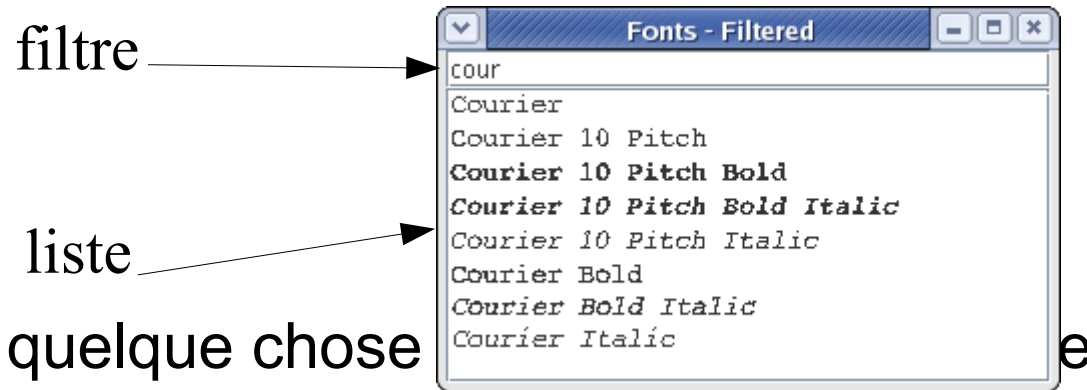 filtre
Fonts - Filtered
cour
Courier
Courier 10 Pitch
Courier 10 Pitch Bold
Courier 10 Pitch Bold Italic
Courier 10 Pitch Italic
liste
Courier Bold
Courier Bold Italic
Courier Italic
quelque chose